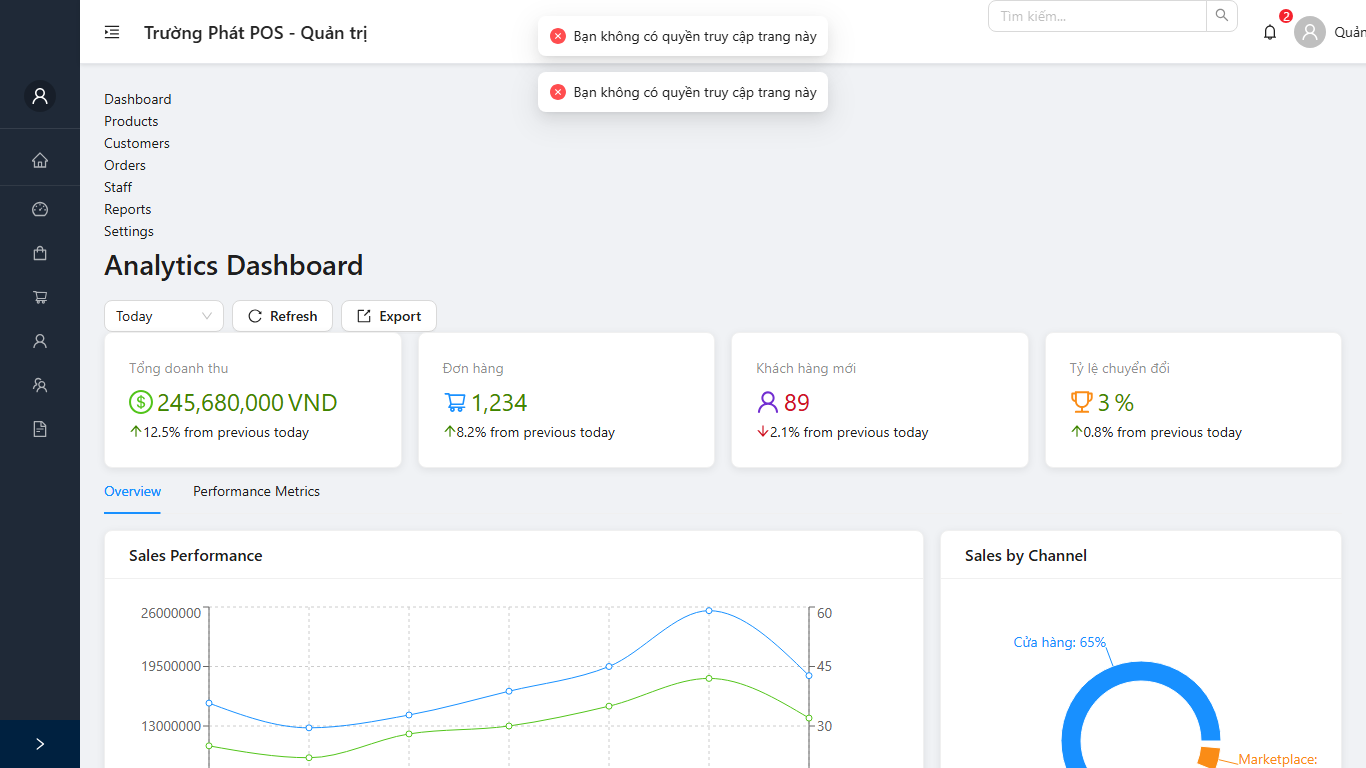 Trường Phát POS - Quản trị
Bạn không có quyền truy cập trang này
Tìm kiếm...
2
Quản
Bạn không có quyền truy cập trang này
Dashboard
Products
Customers
Orders
Staff
Reports
Settings
Analytics Dashboard
Today
Refresh
Export
Tổng doanh thu
245,680,000 VND
12.5% from previous today
Đơn hàng
1,234
8.2% from previous today
Khách hàng mới
89
2.1% from previous today
Tỷ lệ chuyển đổi
3 %
0.8% from previous today
Overview
Performance Metrics
Sales Performance
26000000
19500000
13000000
60
45
30
Sales by Channel
Cửa hàng: 65%
Marketplace: